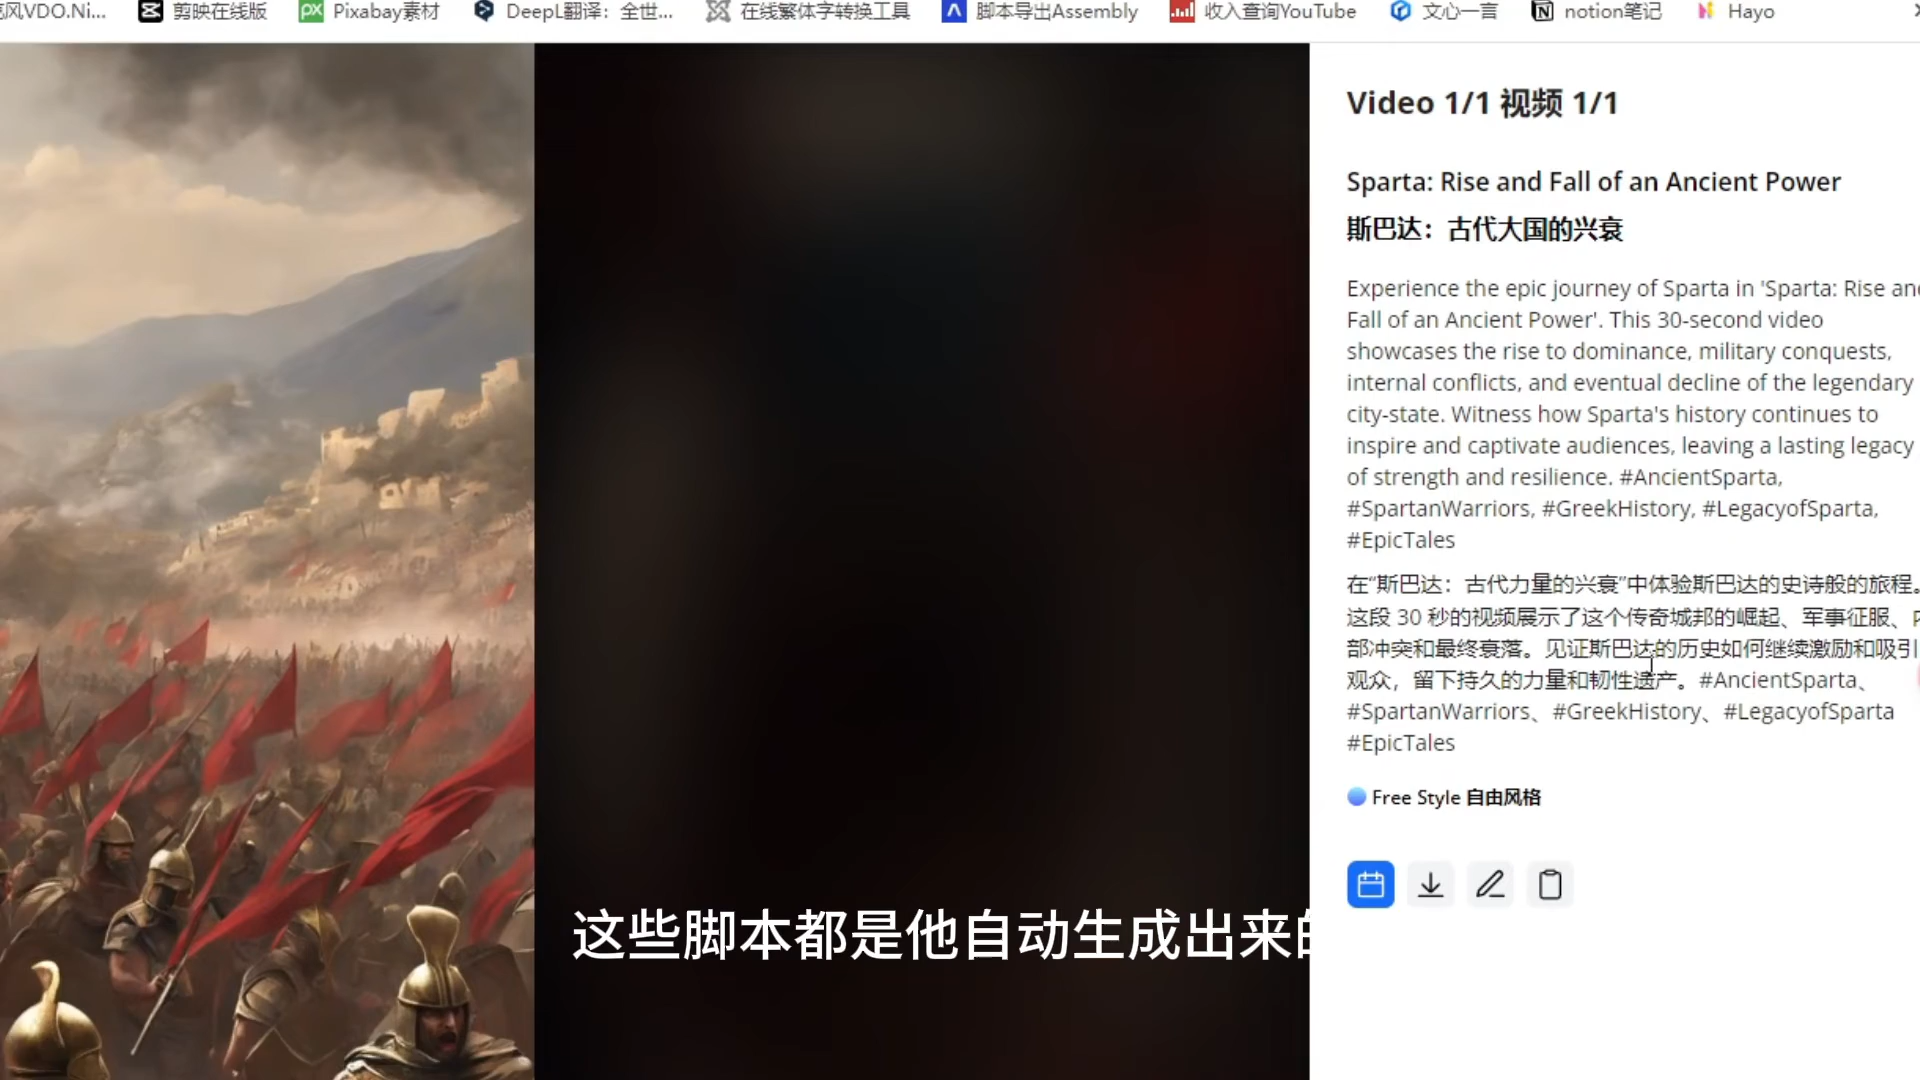 风VDO.Ni...
剪映在线版
Pixabay素材
DeepL翻译：全世...
在线繁体字转换工具
脚本导出Assembly
收入查询YouTube
文心一言
notion笔记
Hayo
Video 1/1 视频 1/1
Sparta: Rise and Fall of an Ancient Power
斯巴达：古代大国的兴衰
Experience the epic journey of Sparta in 'Sparta: Rise and
Fall of an Ancient Power'. This 30-second video
showcases the rise to dominance, military conquests,
internal conflicts, and eventual decline of the legendary
city-state. Witness how Sparta's history continues to
inspire and captivate audiences, leaving a lasting legacy
of strength and resilience. #AncientSparta,
#SpartanWarriors, #GreekHistory, #LegacyofSparta,
#EpicTales
在“斯巴达：古代力量的兴衰”中体验斯巴达的史诗般的旅程。
这段 30 秒的视频展示了这个传奇城邦的崛起、军事征服、内
部冲突和最终衰落。见证斯巴达的历史如何继续激励和吸引
观众，留下持久的力量和韧性遗产。#AncientSparta、
#SpartanWarriors、#GreekHistory、#LegacyofSparta
#EpicTales
Free Style 自由风格
这些脚本都是他自动生成出来的